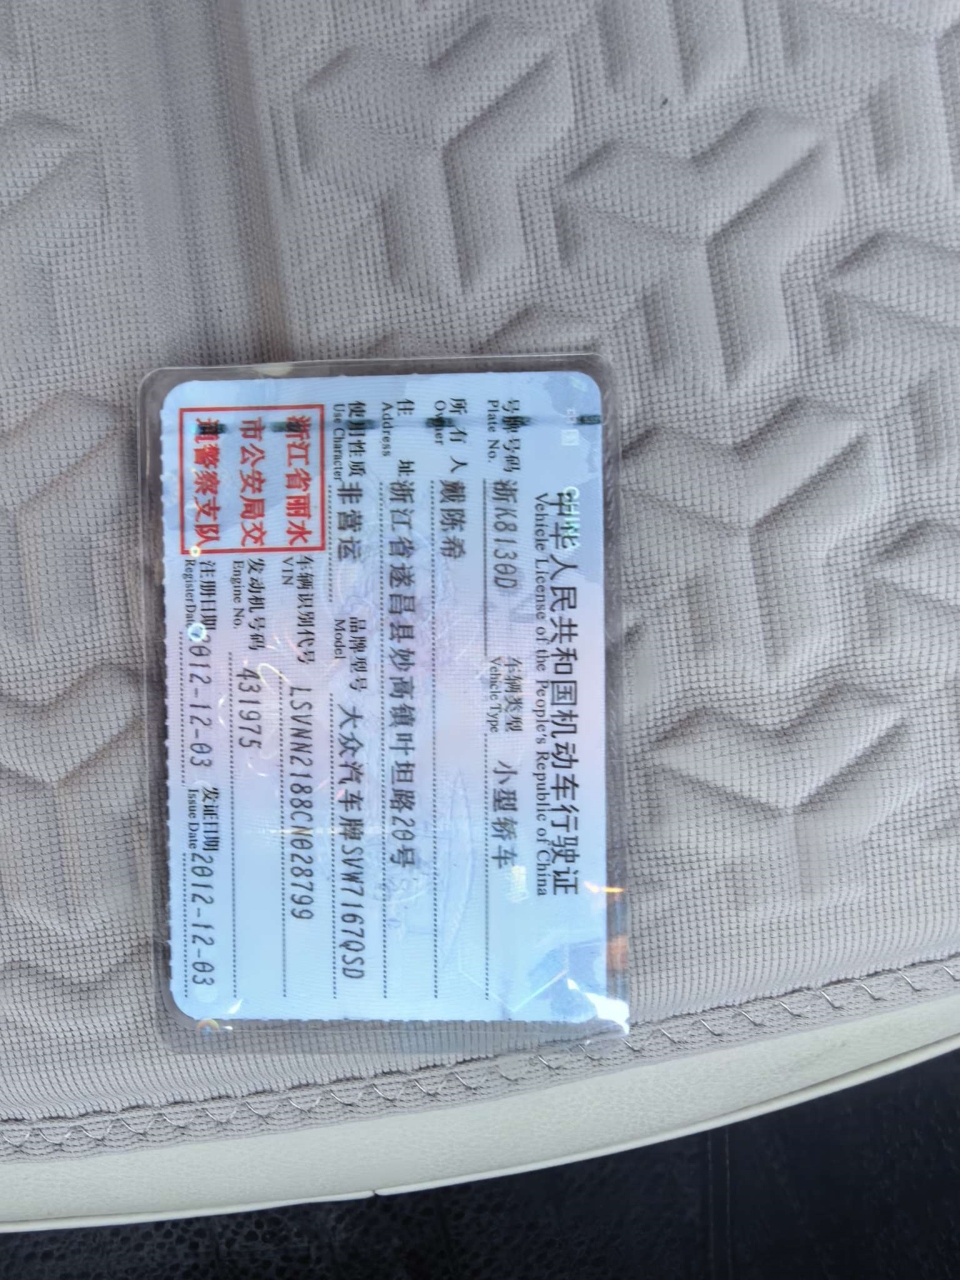 中华人民共和国机动车行驶证
Vehicle License of the People's Republic of China
号牌号码 浙K8130D 车辆类型 小型轿车
Plate No. Vehicle Type
所有人 戴陈希
Owner
住址 浙江省遂昌县妙高镇叶坦路20号
Address
使用性质 非营运 品牌型号 大众汽车牌SVW7167QSD
Use Character Model
浙江省丽水
市公安局交
通警察支队
车辆识别代号 LSVNN2188CN028799
VIN
发动机号码 431975
Engine No.
注册日期 2012-12-03 发证日期 2012-12-03
Register Date Issue Date